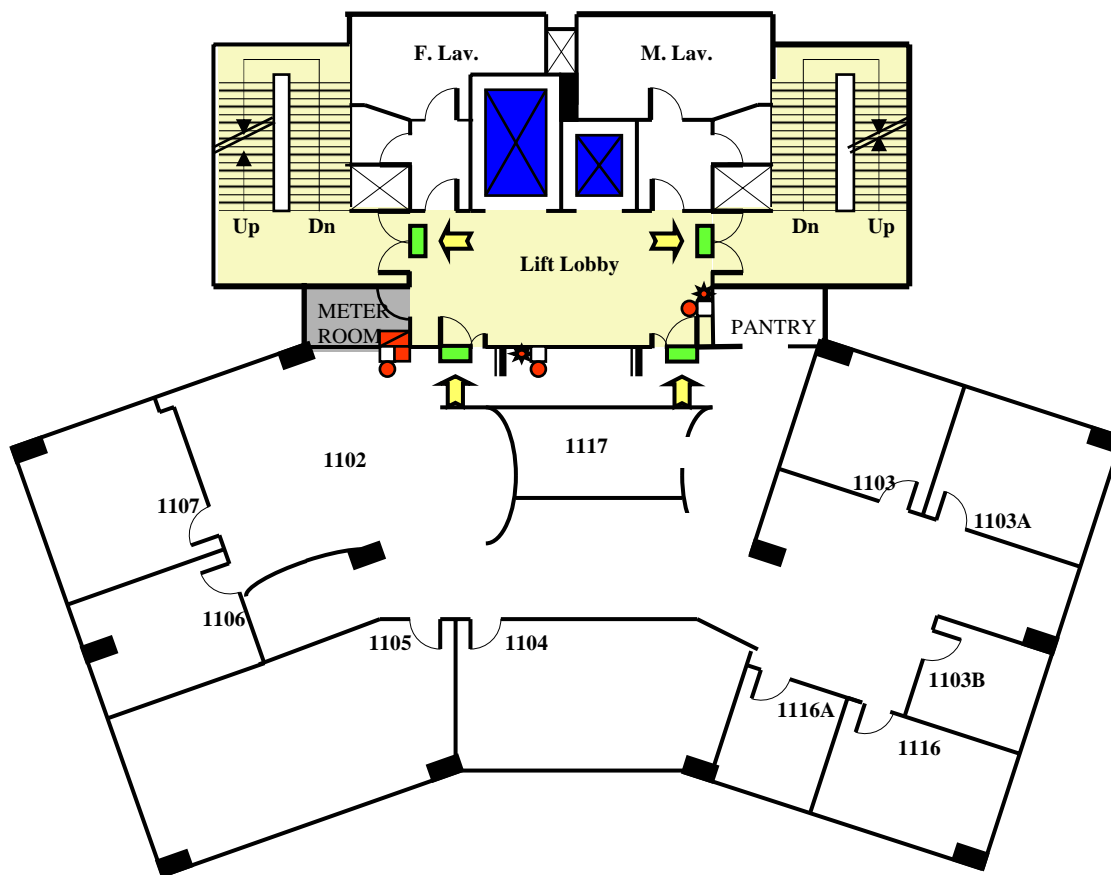 F. Lav.
M. Lav.
Up
Dn
Dn
Up
Lift Lobby
METER
ROOM
PANTRY
1102
1117
1103
1107
1103A
1106
1105
1104
1103B
1116A
1116